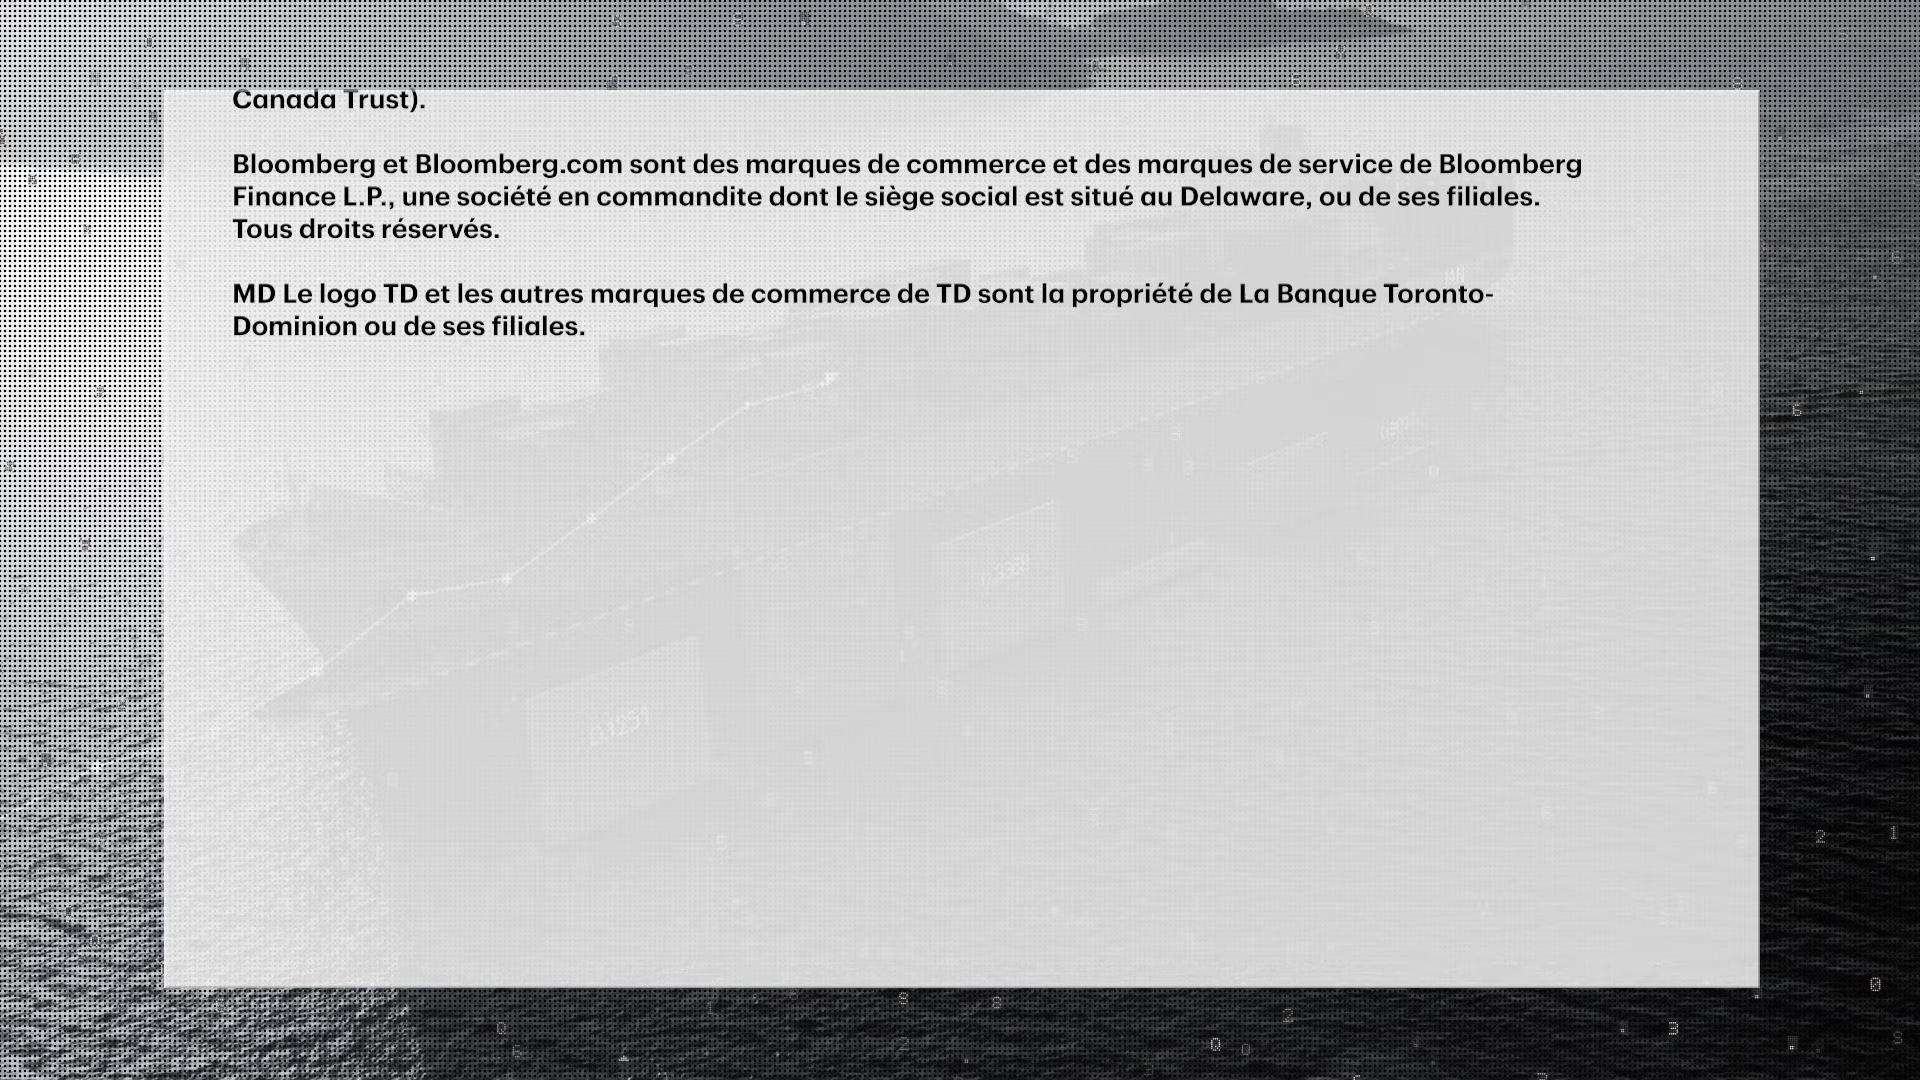 Canada Trust).
Bloomberg et Bloomberg.com sont des marques de commerce et des marques de service de Bloomberg
Finance L.P., une société en commandite dont le siège social est situé au Delaware, ou de ses filiales.
Tous droits réservés.
MD Le logo TD et les autres marques de commerce de TD sont la propriété de La Banque Toronto-
Dominion ou de ses filiales.